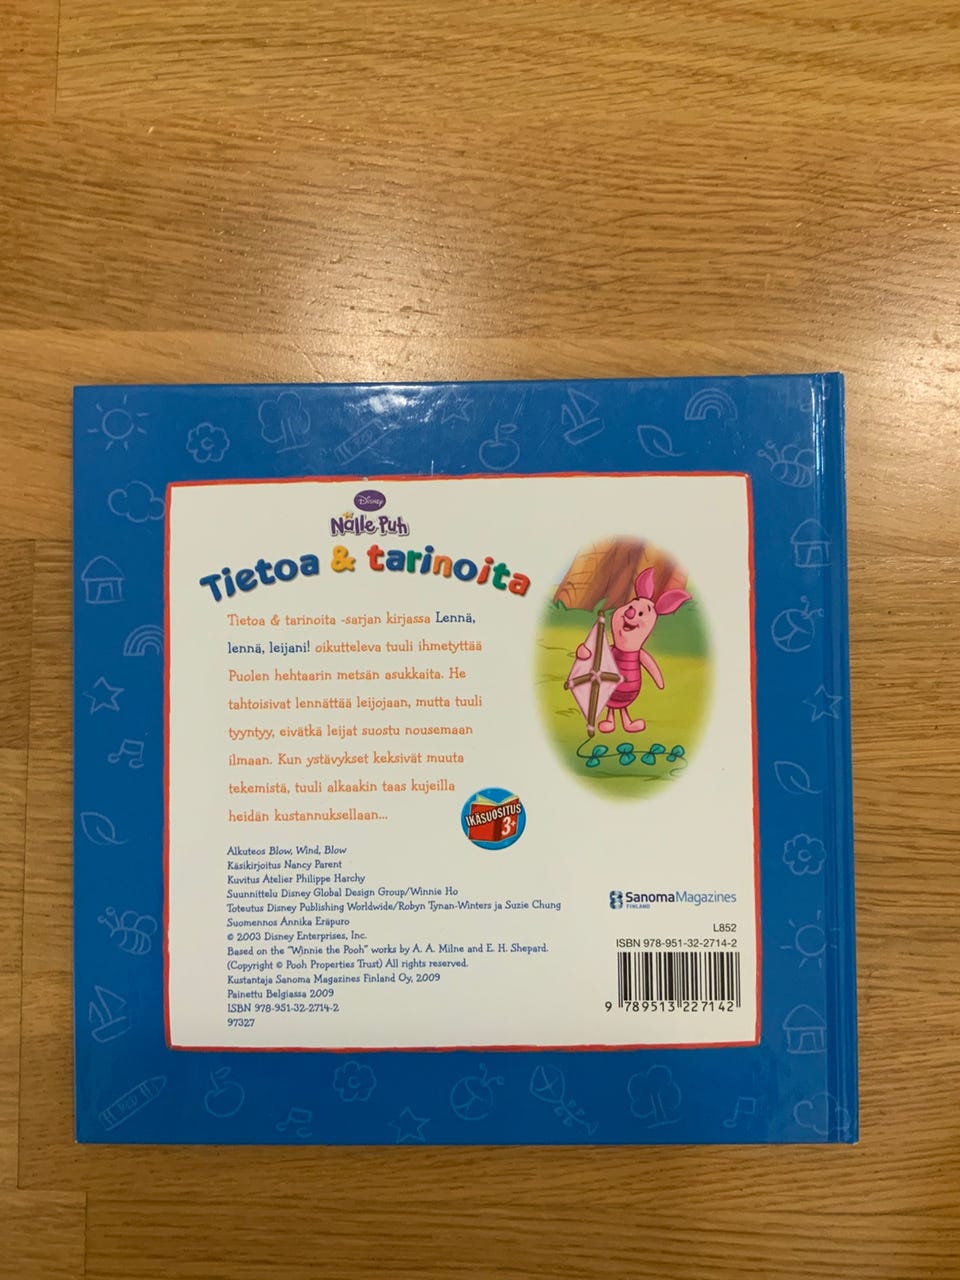 Disney
Nalle Puh
Tietoa & tarinoita
Tietoa & tarinoita -sarjan kirjassa Lennä,
lennä, leijani! oikutteleva tuuli ihmetyttää
Puolen hehtaarin metsän asukkaita. He
tahtoisivat lennättää leijojaan, mutta tuuli
tyyntyy, eivätkä leijat suostu nousemaan
ilmaan. Kun ystävykset keksivät muuta
tekemistä, tuuli alkaakin taas kujeilla
heidän kustannuksellaan...
IKÄSUOSITUS
3+
Alkuteos Blow, Wind, Blow
Käsikirjoitus Nancy Parent
Kuvitus Atelier Philippe Harchy
Suunnittelu Disney Global Design Group/Winnie Ho
Toteutus Disney Publishing Worldwide/Robyn Tynan-Winters ja Suzie Chung
Suomennos Annika Eräpuro
© 2003 Disney Enterprises, Inc.
Based on the "Winnie the Pooh" works by A. A. Milne and E. H. Shepard.
(Copyright © Pooh Properties Trust) All rights reserved.
Kustantaja Sanoma Magazines Finland Oy, 2009
Painettu Belgiassa 2009
ISBN 978-951-32-2714-2
97327
SanomaMagazines
FINLAND
L852
ISBN 978-951-32-2714-2
9 789513 227142